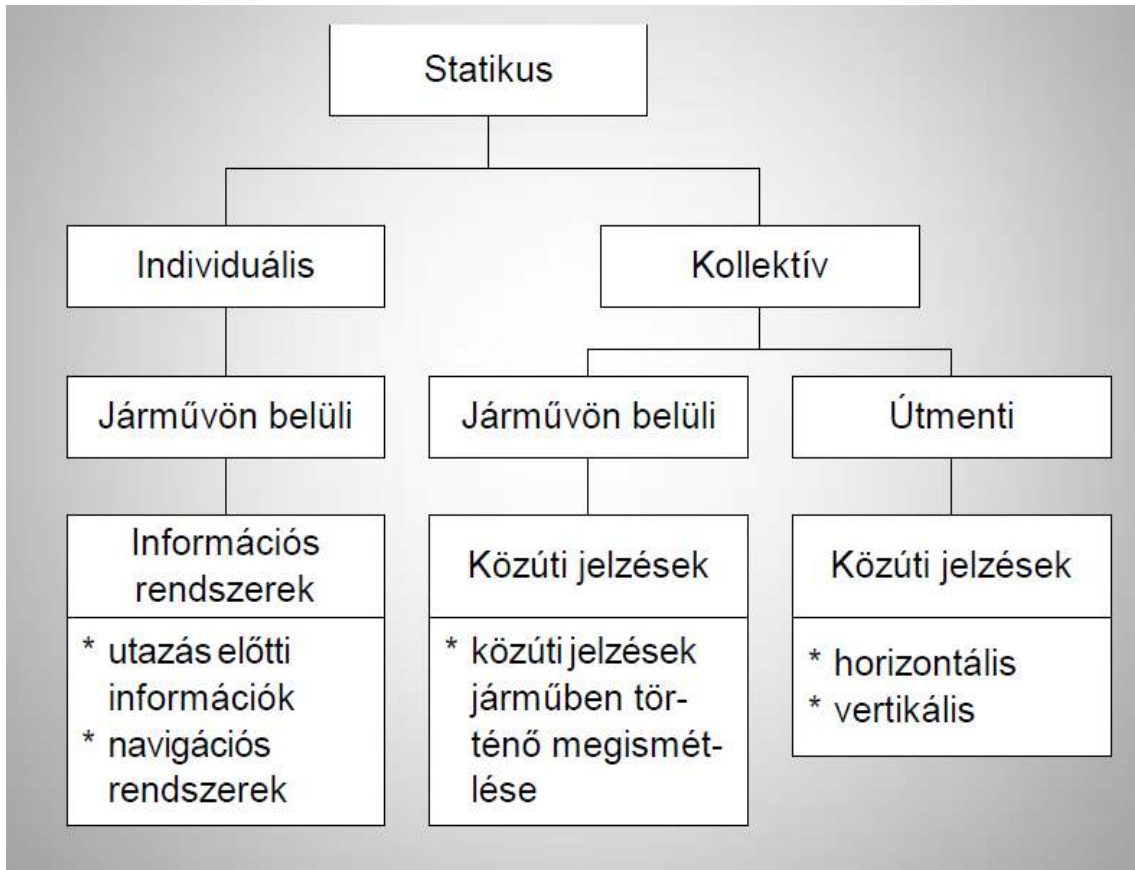 Statikus
Individuális
Kollektív
Járművön belüli
Járművön belüli
Útmenti
Információs
rendszerek
* utazás előtti
információk
* navigációs
rendszerek
Közúti jelzések
* közúti jelzések
járműben tör-
ténő megismét-
lése
Közúti jelzések
* horizontális
* vertikális